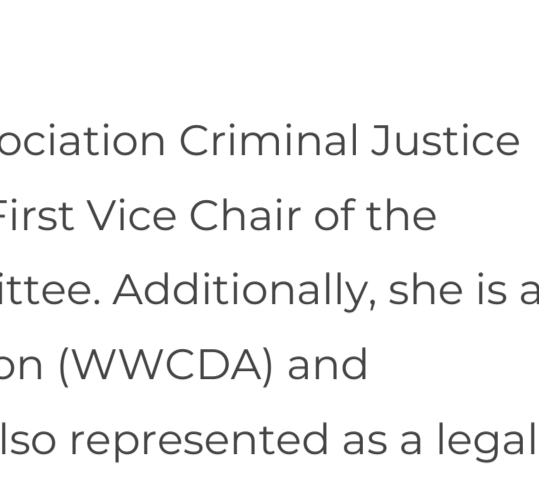 ociation Criminal Justice
First Vice Chair of the
ittee. Additionally, she is a
on (WWCDA) and
lso represented as a legal